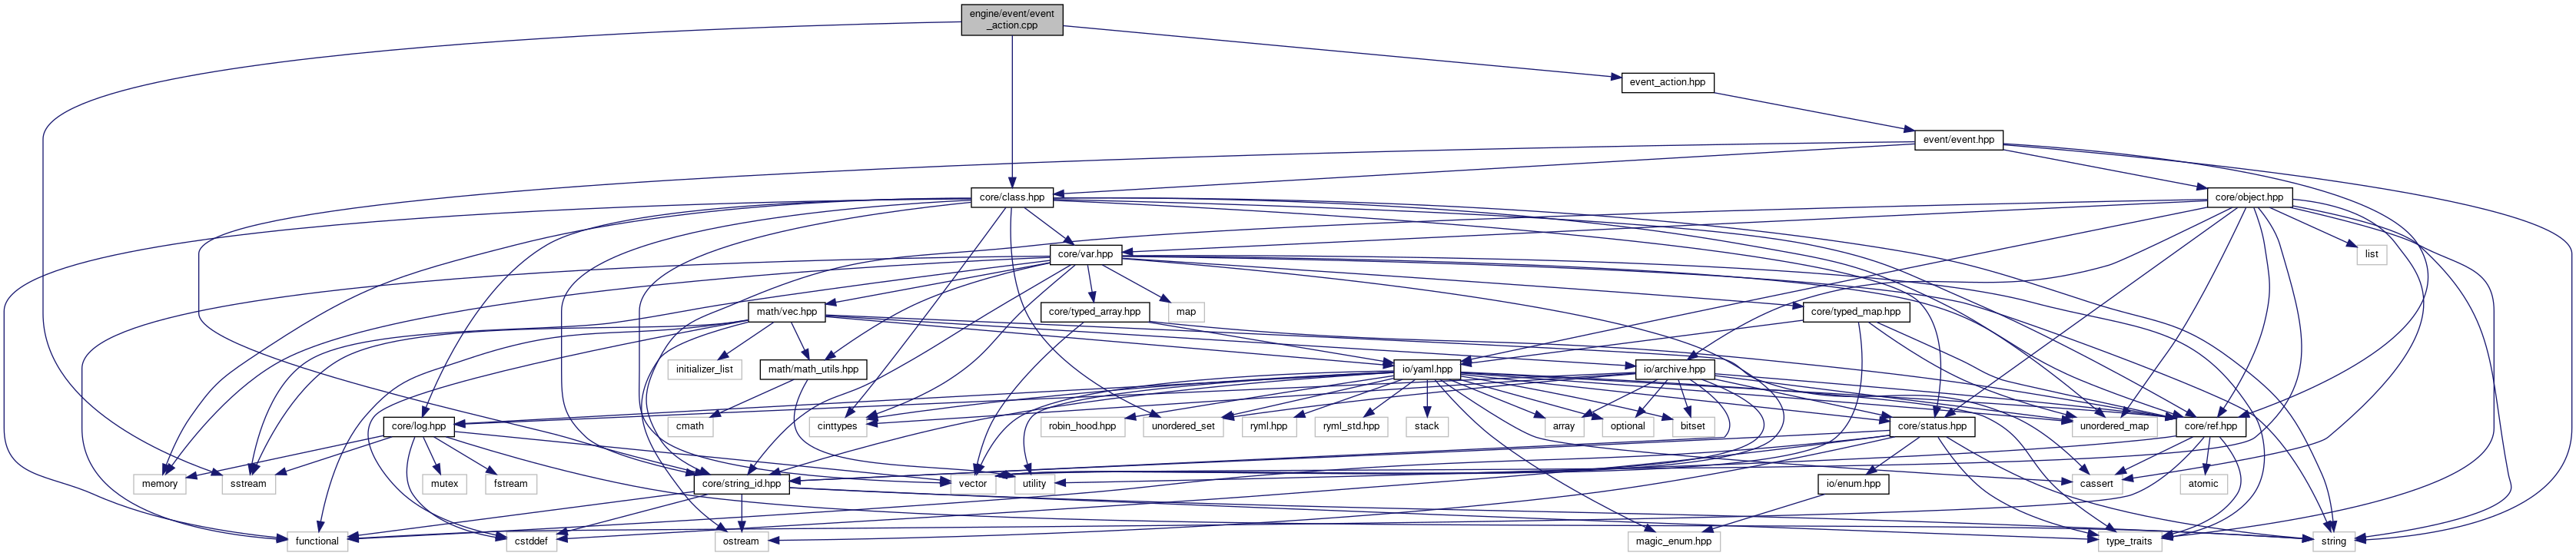 engine/event/event
_action.cpp
event_action.hpp
event/event.hpp
core/class.hpp
core/object.hpp
core/var.hpp
list
math/vec.hpp
core/typed_array.hpp
map
core/typed_map.hpp
initializer_list
math/math_utils.hpp
io/yaml.hpp
io/archive.hpp
core/log.hpp
cmath
cinttypes
robin_hood.hpp
unordered_set
ryml.hpp
ryml_std.hpp
stack
array
optional
bitset
core/status.hpp
unordered_map
core/ref.hpp
memory
sstream
mutex
fstream
core/string_id.hpp
vector
utility
io/enum.hpp
cassert
atomic
functional
cstddef
ostream
magic_enum.hpp
type_traits
string